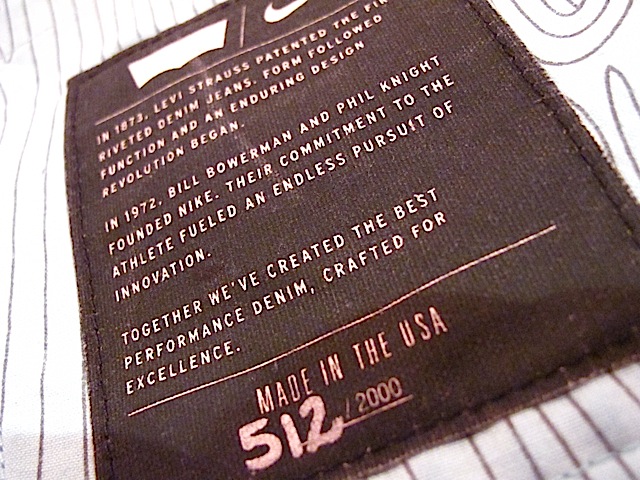 IN 1873, LEVI STRAUSS PATENTED THE
RIVETED DENIM JEANS. FORM FOLLOWED
FUNCTION AND AN ENDURING DESIGN
REVOLUTION BEGAN.
IN 1972, BILL BOWERMAN AND PHIL KNIGHT
FOUNDED NIKE. THEIR COMMITMENT TO THE
ATHLETE FUELED AN ENDLESS PURSUIT OF
INNOVATION.
TOGETHER WE'VE CREATED THE BEST
PERFORMANCE DENIM, CRAFTED FOR
EXCELLENCE.
MADE IN THE USA
512 / 2000